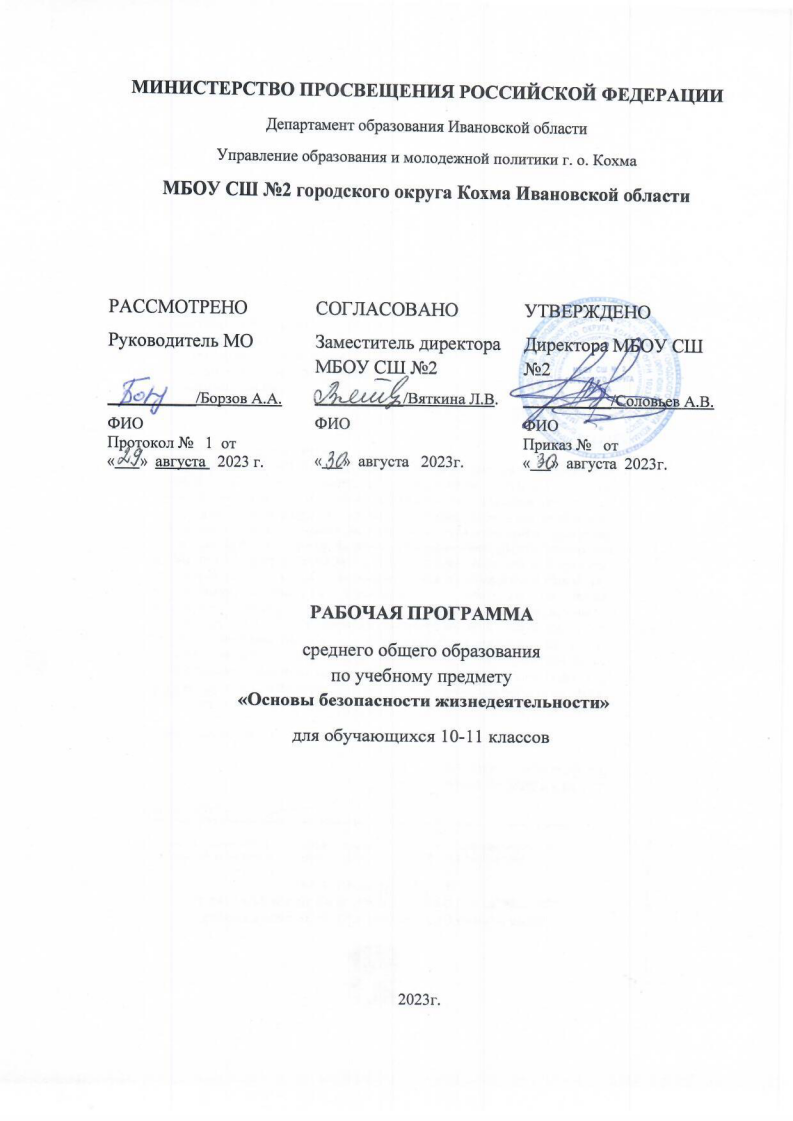 МИНИСТЕРСТВО ПРОСВЕЩЕНИЯ РОССИЙСКОЙ ФЕДЕРАЦИИ
Департамент образования Ивановской области
Управление образования и молодежной политики г. о. Кохма
МБОУ СШ №2 городского округа Кохма Ивановской области
РАССМОТРЕНО
Руководитель МО
/Борзов А.А.
ФИО
Протокол № 1 от
«29» августа 2023 г.
СОГЛАСОВАНО
Заместитель директора
МБОУ СШ №2
/Вяткина Л.В.
ФИО
«30» августа 2023г.
УТВЕРЖДЕНО
Директора МБОУ СШ
№2
/Соловьев А.В.
ФИО
Приказ № от
«30» августа 2023г.
РАБОЧАЯ ПРОГРАММА
среднего общего образования
по учебному предмету
«Основы безопасности жизнедеятельности»
для обучающихся 10-11 классов
2023г.